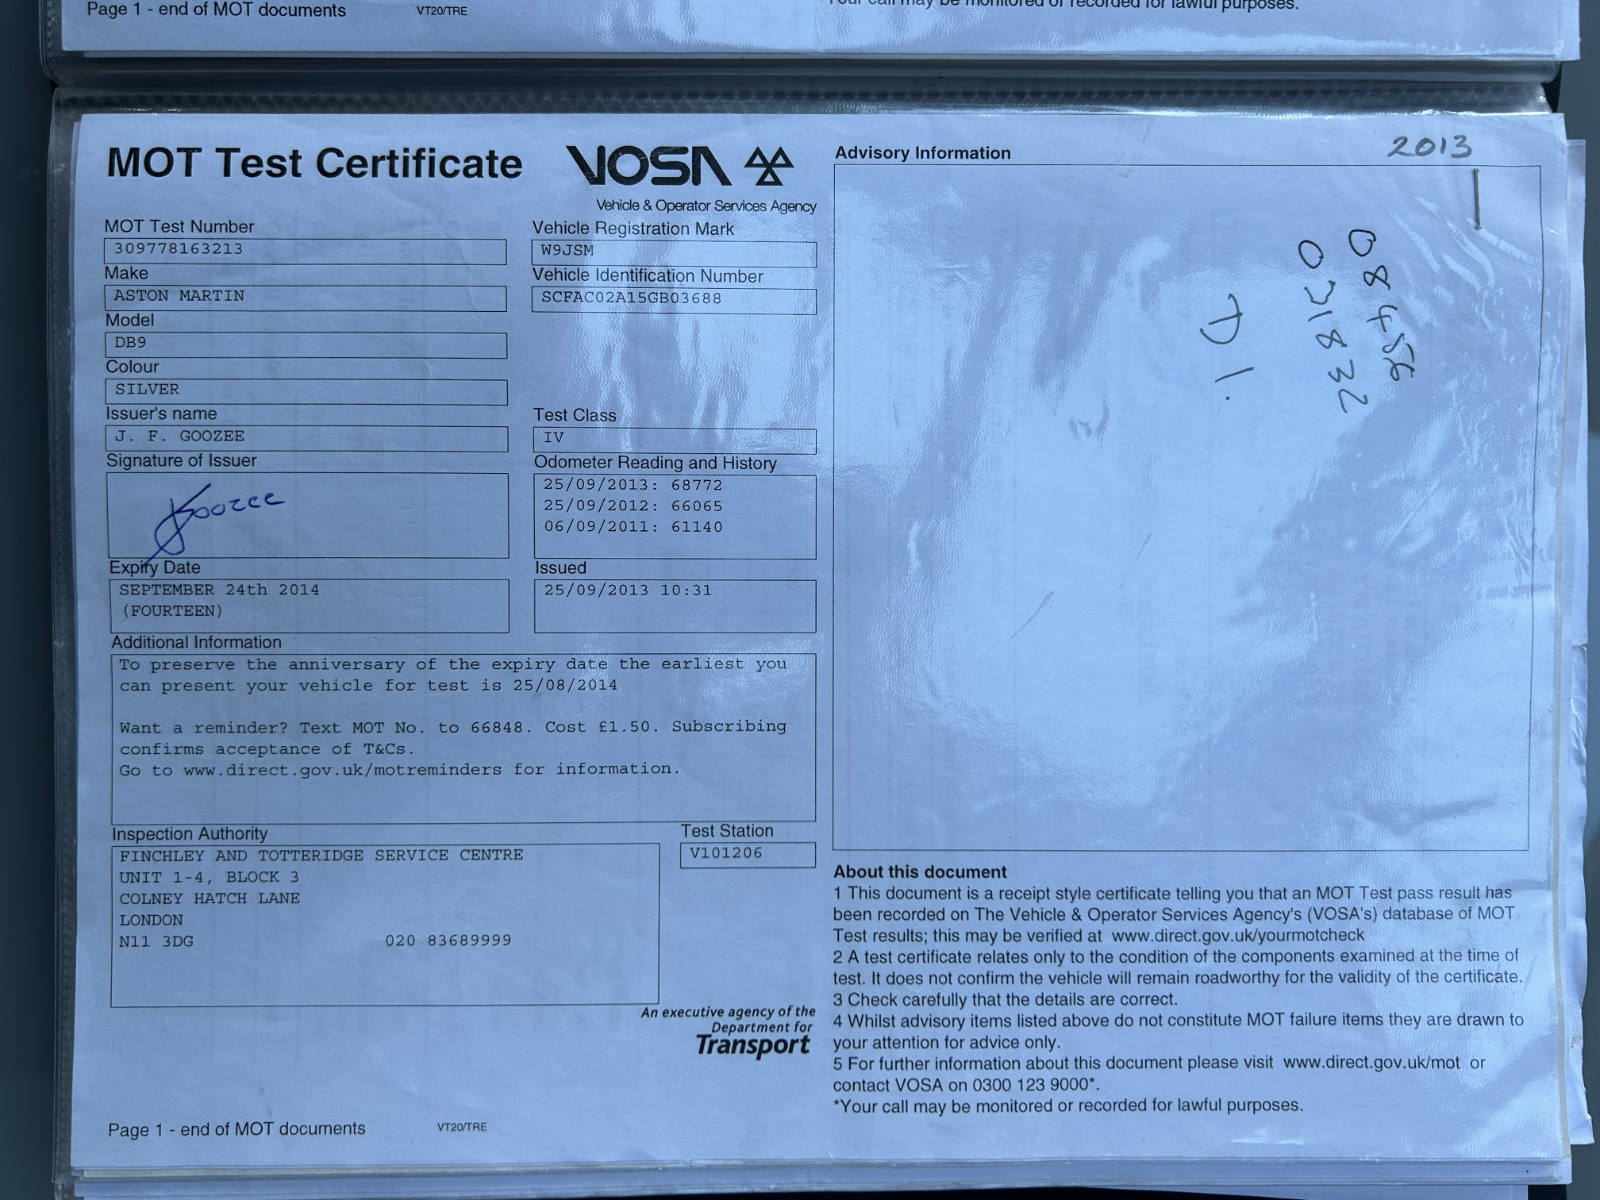 Page 1 - end of MOT documents
VT20/TRE
*Your call may be monitored or recorded for lawful purposes.
MOT Test Certificate
VOSA
Vehicle & Operator Services Agency
MOT Test Number
309778163213
Make
ASTON MARTIN
Model
DB9
Colour
SILVER
Issuer's name
J. F. GOOZEE
Signature of Issuer
JGoozee
Expiry Date
SEPTEMBER 24th 2014
(FOURTEEN)
Vehicle Registration Mark
W9JSM
Vehicle Identification Number
SCFAC02A15GB03688
Test Class
IV
Odometer Reading and History
25/09/2013: 68772
25/09/2012: 66065
06/09/2011: 61140
Issued
25/09/2013 10:31
Additional Information
To preserve the anniversary of the expiry date the earliest you
can present your vehicle for test is 25/08/2014
Want a reminder? Text MOT No. to 66848. Cost £1.50. Subscribing
confirms acceptance of T&Cs.
Go to www.direct.gov.uk/motreminders for information.
Inspection Authority
FINCHLEY AND TOTTERIDGE SERVICE CENTRE
UNIT 1-4, BLOCK 3
COLNEY HATCH LANE
LONDON
N11 3DG 020 83689999
Test Station
V101206
An executive agency of the
Department for
Transport
Page 1 - end of MOT documents
VT20/TRE
Advisory Information
2013
About this document
1 This document is a receipt style certificate telling you that an MOT Test pass result has
been recorded on The Vehicle & Operator Services Agency's (VOSA's) database of MOT
Test results; this may be verified at www.direct.gov.uk/yourmotcheck
2 A test certificate relates only to the condition of the components examined at the time of
test. It does not confirm the vehicle will remain roadworthy for the validity of the certificate.
3 Check carefully that the details are correct.
4 Whilst advisory items listed above do not constitute MOT failure items they are drawn to
your attention for advice only.
5 For further information about this document please visit www.direct.gov.uk/mot or
contact VOSA on 0300 123 9000*.
*Your call may be monitored or recorded for lawful purposes.